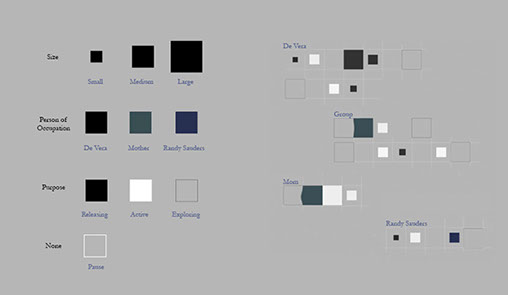 Size
Small Medium Large
Person of
Occupation
De Vera Mother Randy Sanders
Purpose
Releasing Active Exploring
None
Pause
De Vera
Group
Mom
Randy Sanders